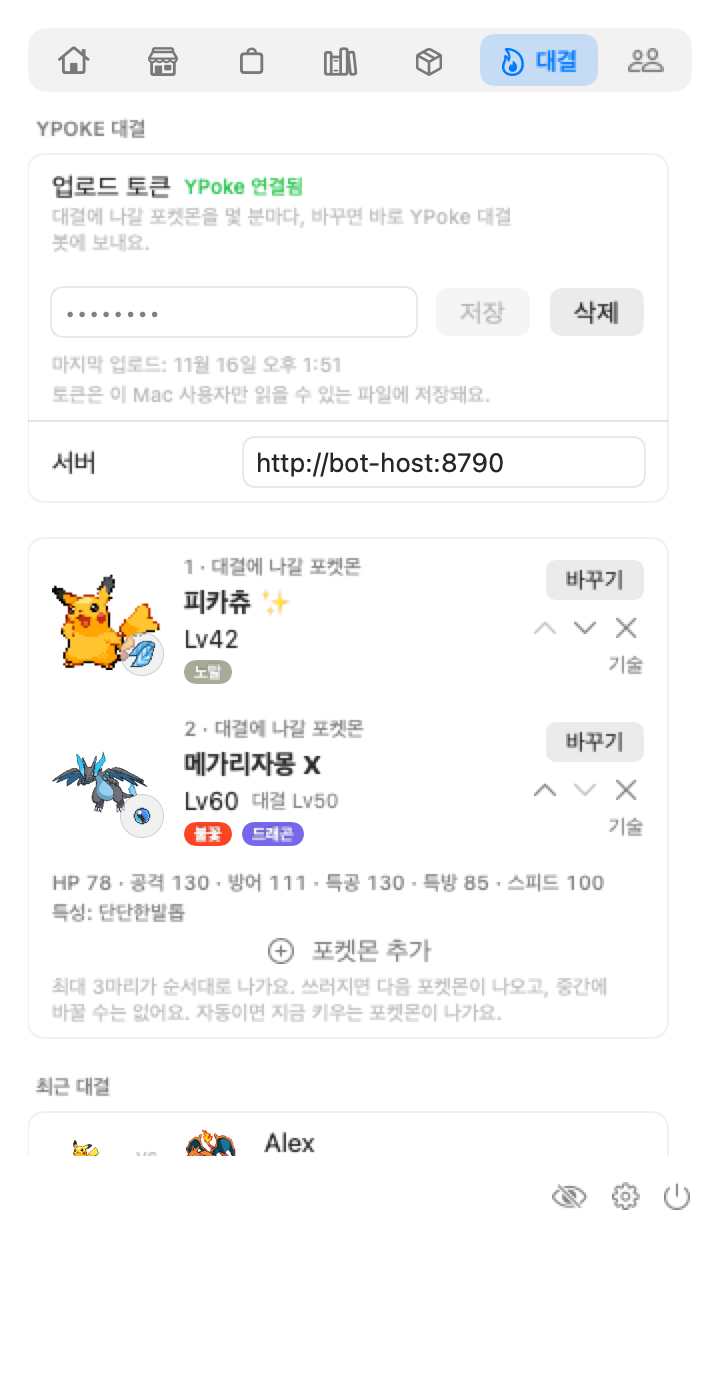 대결
YPOKE 대결
업로드 토큰 YPoke 연결됨
대결에 나갈 포켓몬을 몇 분마다, 바꾸면 바로 YPoke 대결
봇에 보내요.
저장 삭제
마지막 업로드: 11월 16일 오후 1:51
토큰은 이 Mac 사용자만 읽을 수 있는 파일에 저장돼요.
서버 http://bot-host:8790
1 · 대결에 나갈 포켓몬
바꾸기
피카츄 ✨
Lv42
노말
기술
2 · 대결에 나갈 포켓몬
바꾸기
메가리자몽 X
Lv60 대결 Lv50
기술
불꽃 드래곤
HP 78 · 공격 130 · 방어 111 · 특공 130 · 특방 85 · 스피드 100
특성: 단단한발톱
포켓몬 추가
최대 3마리가 순서대로 나가요. 쓰러지면 다음 포켓몬이 나오고, 중간에
바꿀 수는 없어요. 자동이면 지금 키우는 포켓몬이 나가요.
최근 대결
Alex